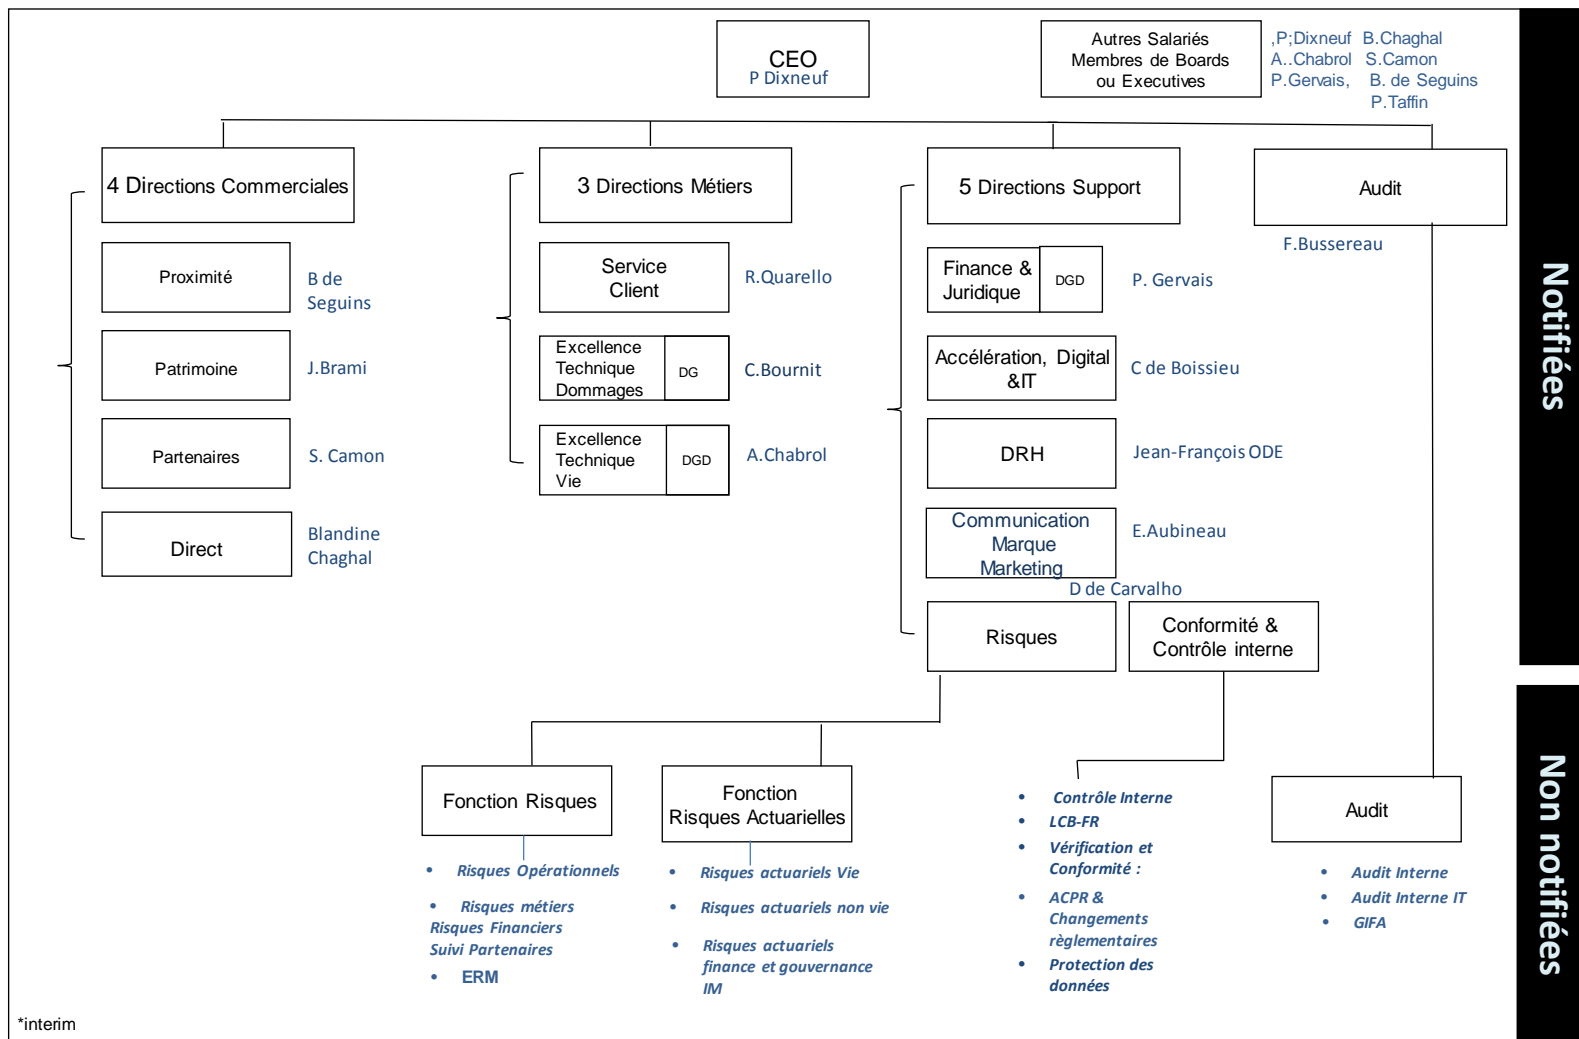 CEO
P Dixneuf
Autres Salariés
Membres de Boards
ou Executives
,P;Dixneuf B.Chaghal
A..Chabrol S.Camon
P.Gervais, B. de Seguins
P.Taffin
4 Directions Commerciales
3 Directions Métiers
5 Directions Support
Audit
F.Bussereau
Proximité
B de
Seguins
Patrimoine
J.Brami
Partenaires
S. Camon
Direct
Blandine
Chaghal
Service
Client
R.Quarello
Excellence
Technique
Dommages
DG
C.Bournit
Excellence
Technique
Vie
DGD
A.Chabrol
Finance &
Juridique
DGD
P. Gervais
Accélération, Digital
&IT
C de Boissieu
DRH
Jean-François ODE
Communication
Marque
Marketing
E.Aubineau
D de Carvalho
Risques
Conformité &
Contrôle interne
Notifiées
Fonction Risques
• Risques Opérationnels
• Risques métiers
Risques Financiers
Suivi Partenaires
• ERM
Fonction
Risques Actuarielles
• Risques actuariels Vie
• Risques actuariels non vie
• Risques actuariels
finance et gouvernance
IM
• Contrôle Interne
• LCB-FR
• Vérification et
Conformité :
• ACPR &
Changements
règlementaires
• Protection des
données
Audit
• Audit Interne
• Audit Interne IT
• GIFA
Non notifiées
*interim